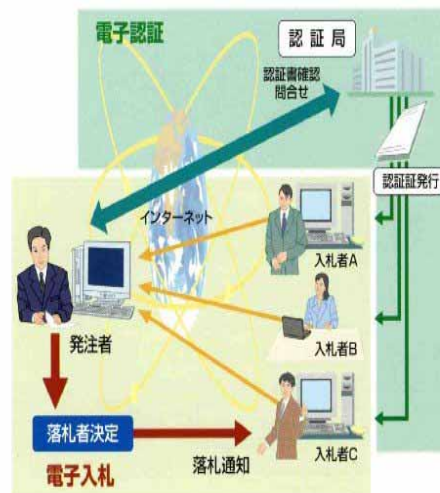 電子認証
認証局
認証書確認
問合せ
認証証発行
インターネット
入札者A
発注者
入札者B
落札者決定
入札者C
電子入札
落札通知